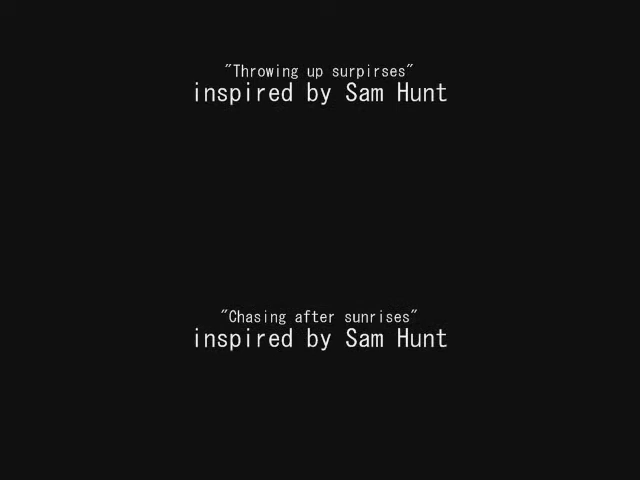 "Throwing up surpirses"
inspired by Sam Hunt
"Chasing after sunrises"
inspired by Sam Hunt